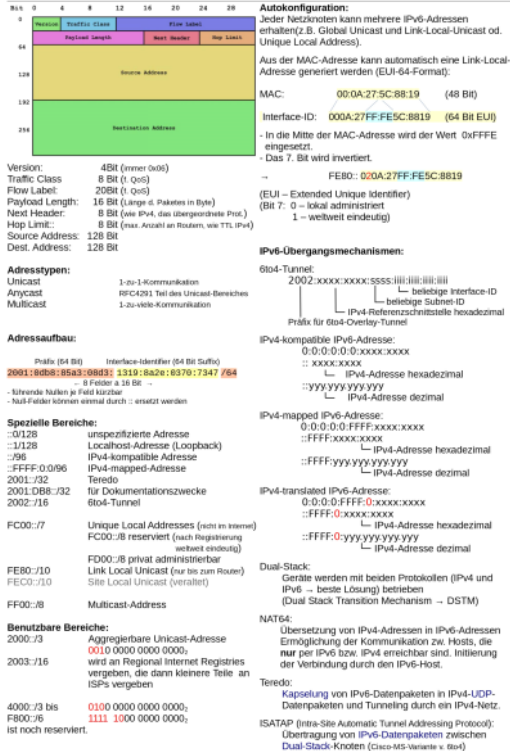 Bit 0 4 8 12 16 20 24 28
0
Version Traffic Class Flow Label
Payload Length Next Header Hop Limit
64
Source Address
128
192
Destination Address
256
Version: 4Bit (immer 0x06)
Traffic Class 8 Bit (f. QoS)
Flow Label: 20Bit (f. QoS)
Payload Length: 16 Bit (Länge d. Paketes in Byte)
Next Header: 8 Bit (wie IPv4, das übergeordnete Prot.)
Hop Limit:: 8 Bit (max. Anzahl an Routern, wie TTL IPv4)
Source Address: 128 Bit
Dest. Address: 128 Bit
Adresstypen:
Unicast 1-zu-1-Kommunikation
Anycast RFC4291 Teil des Unicast-Bereiches
Multicast 1-zu-viele-Kommunikation
Adressaufbau:
Präfix (64 Bit) Interface-Identifier (64 Bit Suffix)
2001:0db8:85a3:08d3: 1319:8a2e:0370:7347 /64
← 8 Felder a 16 Bit →
- führende Nullen je Feld kürzbar
- Null-Felder können einmal durch :: ersetzt werden
Spezielle Bereiche:
::0/128 unspezifizierte Adresse
::1/128 Localhost-Adresse (Loopback)
::/96 IPv4-kompatible Adresse
::FFFF:0:0/96 IPv4-mapped-Adresse
2001::/32 Teredo
2001:DB8::/32 für Dokumentationszwecke
2002::/16 6to4-Tunnel
FC00::/7 Unique Local Addresses (nicht im Internet)
FC00::/8 reserviert (nach Registrierung
weltweit eindeutig)
FD00::/8 privat administrierbar
FE80::/10 Link Local Unicast (nur bis zum Router)
FEC0::/10 Site Local Unicast (veraltet)
FF00::/8 Multicast-Address
Benutzbare Bereiche:
2000::/3 Aggregierbare Unicast-Adresse
0010 0000 0000 0000₂
2003::/16 wird an Regional Internet Registries
vergeben, die dann kleinere Teile an
ISPs vergeben
4000::/3 bis 0100 0000 0000 0000₂
F800::/6 1111 1000 0000 0000₂
ist noch reserviert.
Autokonfiguration:
Jeder Netzknoten kann mehrere IPv6-Adressen
erhalten(z.B. Global Unicast und Link-Local-Unicast od.
Unique Local Address).
Aus der MAC-Adresse kann automatisch eine Link-Local-
Adresse generiert werden (EUI-64-Format):
MAC: 00:0A:27:5C:88:19 (48 Bit)
Interface-ID: 000A:27FF:FE5C:8819 (64 Bit EUI)
- In die Mitte der MAC-Adresse wird der Wert 0xFFFE
eingesetzt.
- Das 7. Bit wird invertiert.
→ FE80:: 020A:27FF:FE5C:8819
(EUI – Extended Unique Identifier)
(Bit 7: 0 – lokal administriert
1 – weltweit eindeutig)
IPv6-Übergangsmechanismen:
6to4-Tunnel:
2002:xxxx:xxxx:ssss:iiii:iiii:iiii:iiii
beliebige Interface-ID
beliebige Subnet-ID
IPv4-Referenzschnittstelle hexadezimal
Präfix für 6to4-Overlay-Tunnel
IPv4-kompatible IPv6-Adresse:
0:0:0:0:0:0:xxxx:xxxx
:: xxxx:xxxx
IPv4-Adresse hexadezimal
::yyy.yyy.yyy.yyy
IPv4-Adresse dezimal
IPv4-mapped IPv6-Adresse:
0:0:0:0:0:FFFF:xxxx:xxxx
::FFFF:xxxx:xxxx
IPv4-Adresse hexadezimal
::FFFF:yyy.yyy.yyy.yyy
IPv4-Adresse dezimal
IPv4-translated IPv6-Adresse:
0:0:0:0:FFFF:0:xxxx:xxxx
::FFFF:0:xxxx:xxxx
IPv4-Adresse hexadezimal
::FFFF:0:yyy.yyy.yyy.yyy
IPv4-Adresse dezimal
Dual-Stack:
Geräte werden mit beiden Protokollen (IPv4 und
IPv6 → beste Lösung) betrieben
(Dual Stack Transition Mechanism → DSTM)
NAT64:
Übersetzung von IPv4-Adressen in IPv6-Adressen
Ermöglichung der Kommunikation zw. Hosts, die
nur per IPv6 bzw. IPv4 erreichbar sind. Initiierung
der Verbindung durch den IPv6-Host.
Teredo:
Kapselung von IPv6-Datenpaketen in IPv4-UDP-
Datenpaketen und Tunneling durch ein IPv4-Netz.
ISATAP (Intra-Site Automatic Tunnel Addressing Protocol):
Übertragung von IPv6-Datenpaketen zwischen
Dual-Stack-Knoten (Cisco-MS-Variante v. 6to4)